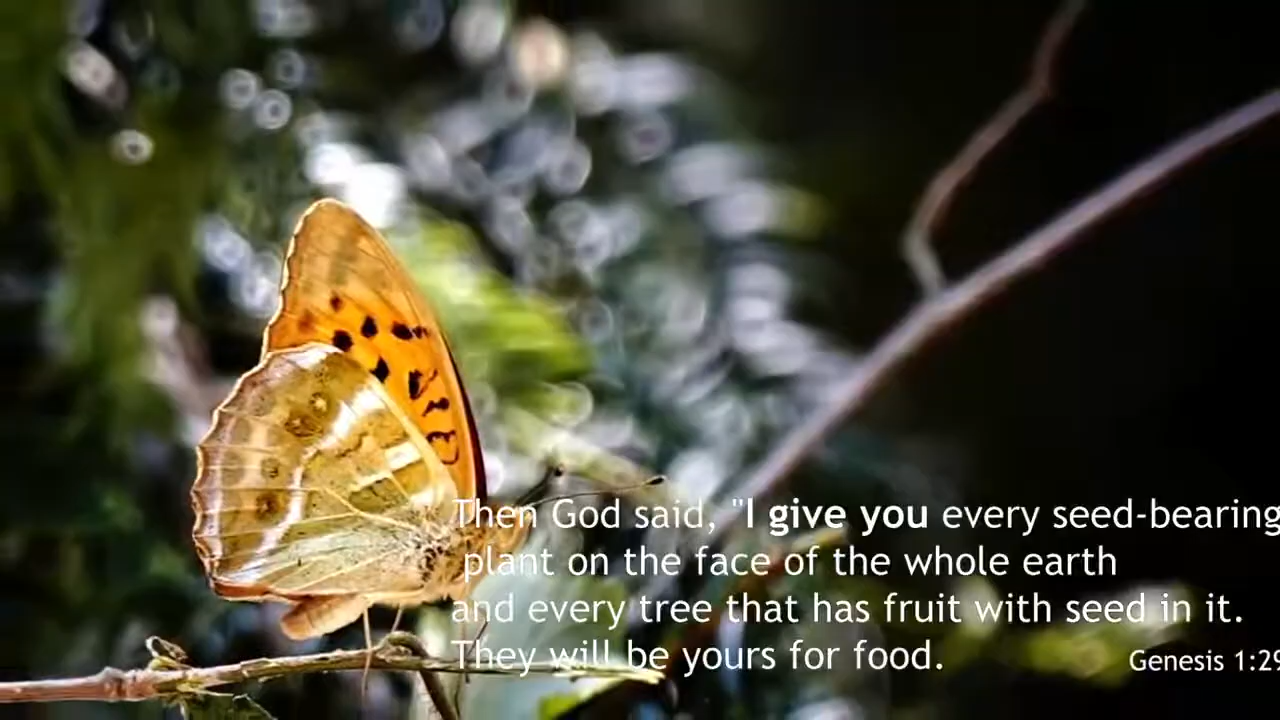 Then God said, "I give you every seed-bearing
plant on the face of the whole earth
and every tree that has fruit with seed in it.
They will be yours for food.
Genesis 1:29